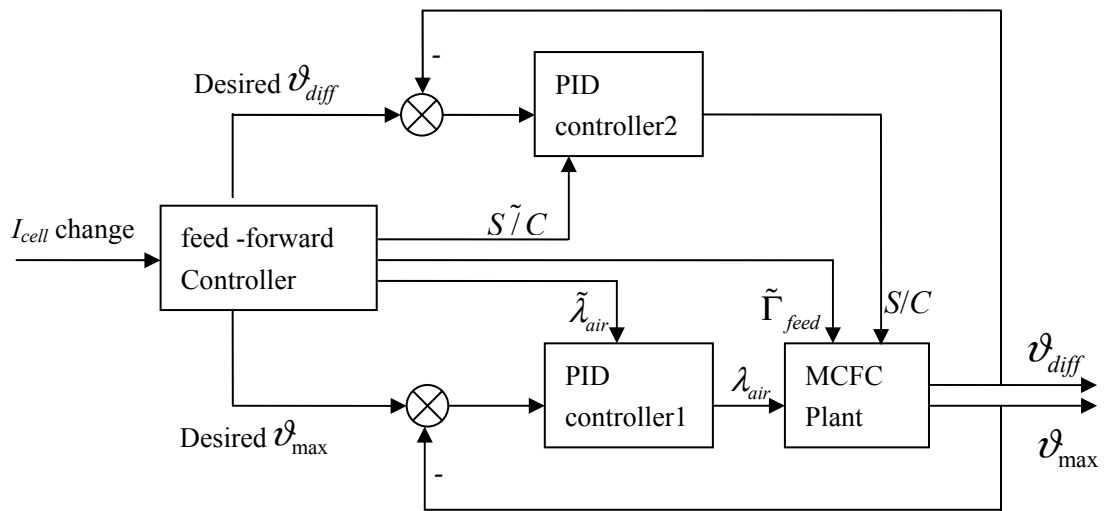 -
Desired ϑ_diff
PID
controller2
I_cell change
feed -forward
Controller
S̃/C
λ̃_air
Γ̃_feed
S/C
PID
controller1
λ_air
MCFC
Plant
ϑ_diff
ϑ_max
Desired ϑ_max
-